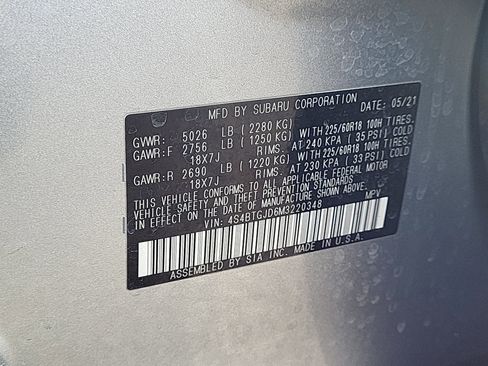 MFD BY SUBARU CORPORATION DATE: 05/21
GVWR: 5026 LB (2280 KG)
GAWR:F 2756 LB (1250 KG) WITH 225/60R18 100H TIRES
18X7J RIMS. AT 240 KPA (35 PSI) COLD
GAWR:R 2690 LB (1220 KG) WITH 225/60R18 100H TIRES
18X7J RIMS. AT 230 KPA (33 PSI) COLD
THIS VEHICLE CONFORMS TO ALL APPLICABLE FEDERAL MOTOR
VEHICLE SAFETY AND THEFT PREVENTION STANDARDS IN EFFECT ON
THE DATE OF MANUFACTURE SHOWN ABOVE.
VIN: 4S4BTGJD6M3220348 MPV
ASSEMBLED BY SIA INC. MADE IN U.S.A.